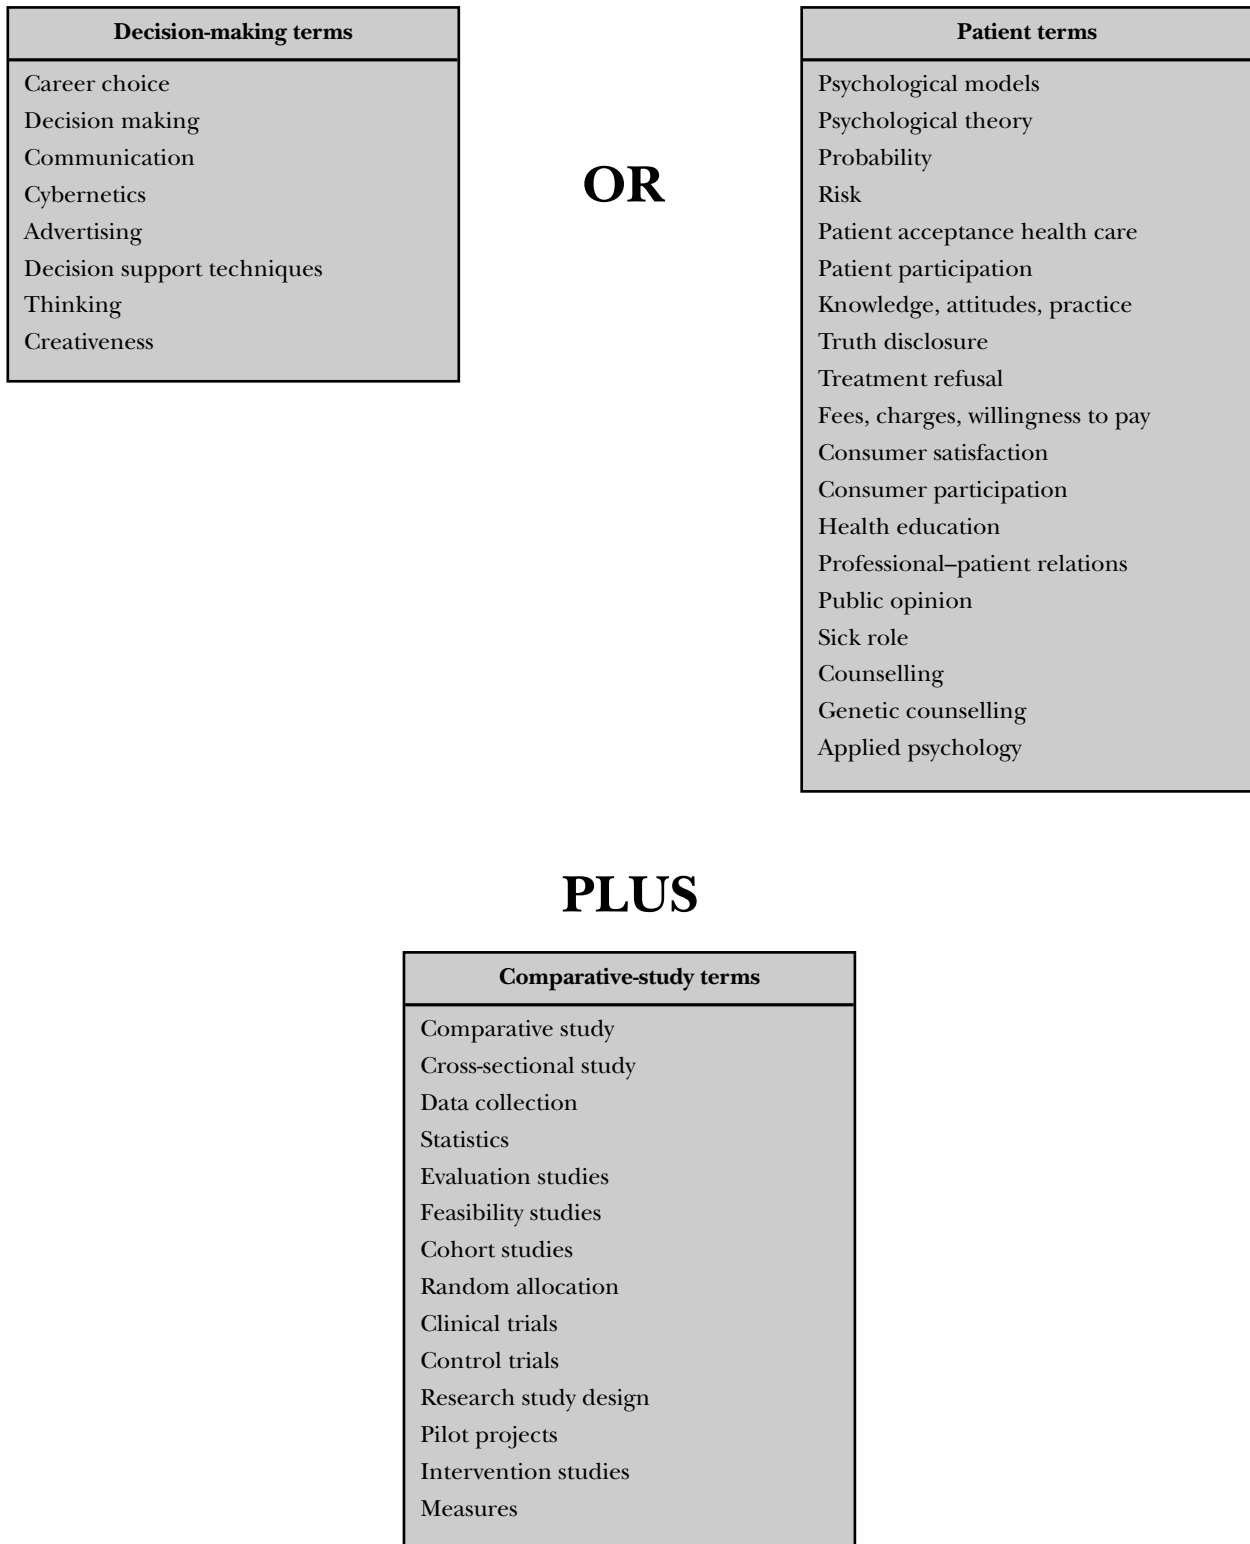 Decision-making terms
Career choice
Decision making
Communication
Cybernetics
Advertising
Decision support techniques
Thinking
Creativeness
OR
Patient terms
Psychological models
Psychological theory
Probability
Risk
Patient acceptance health care
Patient participation
Knowledge, attitudes, practice
Truth disclosure
Treatment refusal
Fees, charges, willingness to pay
Consumer satisfaction
Consumer participation
Health education
Professional–patient relations
Public opinion
Sick role
Counselling
Genetic counselling
Applied psychology
PLUS
Comparative-study terms
Comparative study
Cross-sectional study
Data collection
Statistics
Evaluation studies
Feasibility studies
Cohort studies
Random allocation
Clinical trials
Control trials
Research study design
Pilot projects
Intervention studies
Measures